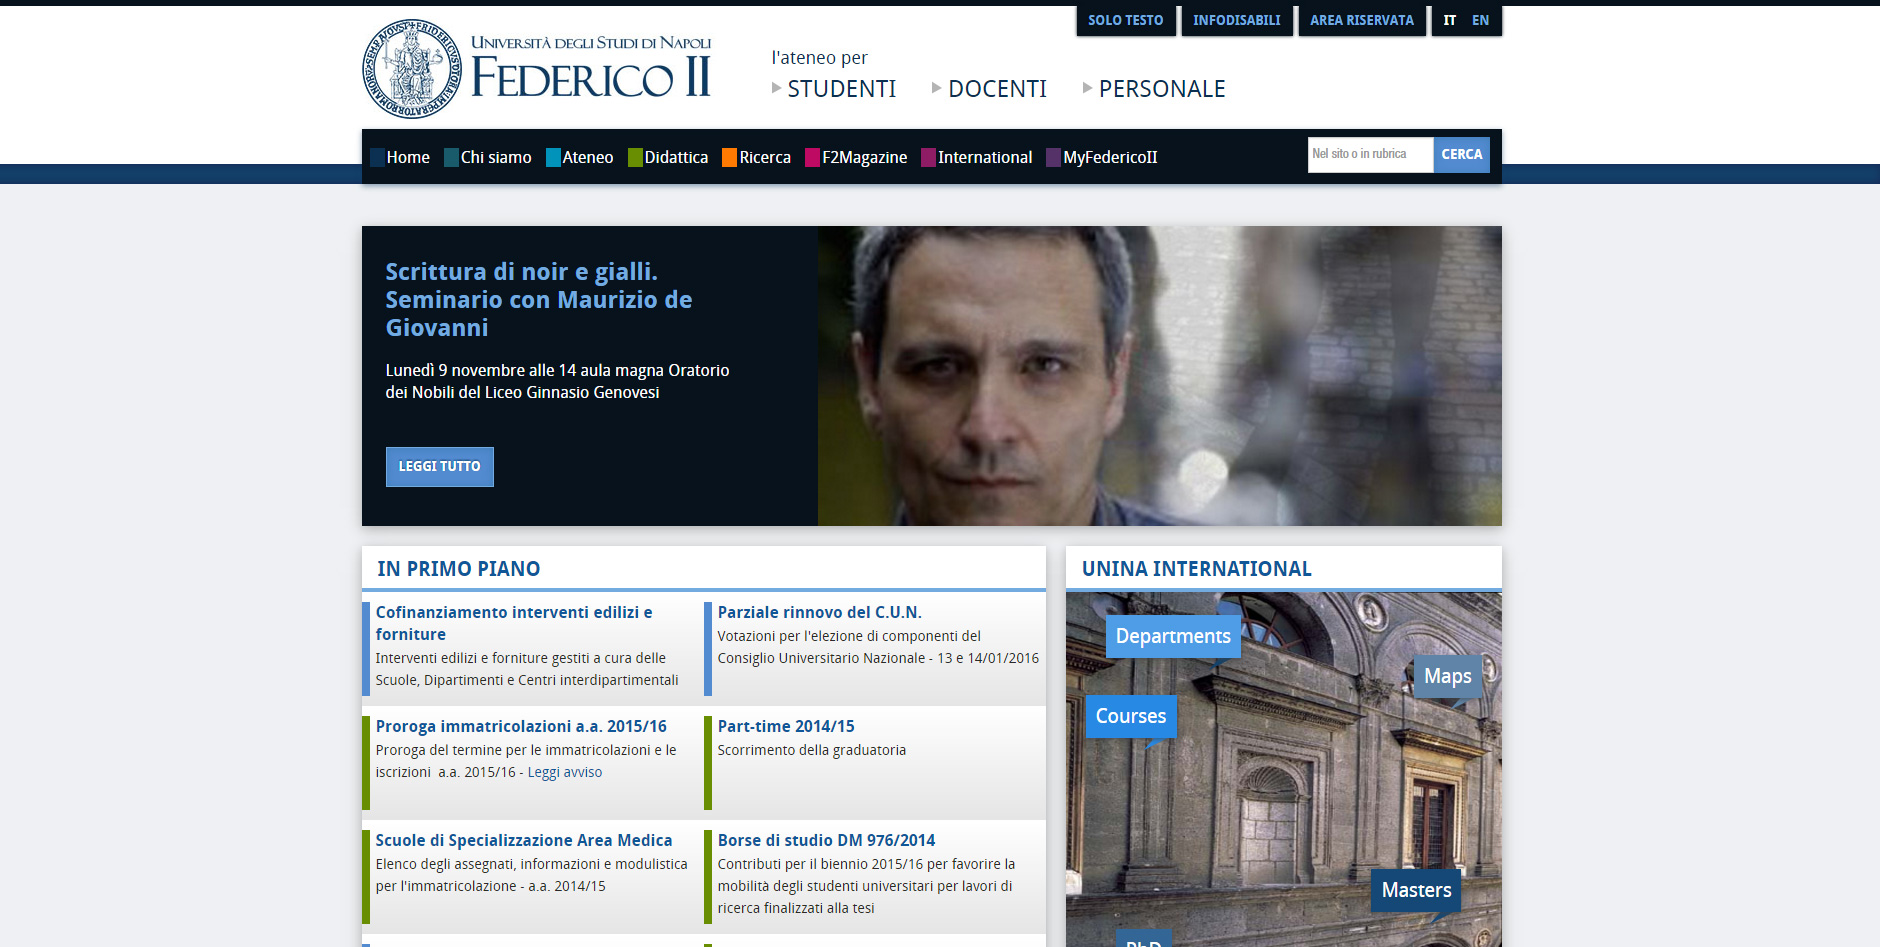 SOLO TESTO
INFODISABILI
AREA RISERVATA
IT EN
UNIVERSITÀ DEGLI STUDI DI NAPOLI
FEDERICO II
l'ateneo per
STUDENTI
DOCENTI
PERSONALE
Home
Chi siamo
Ateneo
Didattica
Ricerca
F2Magazine
International
MyFedericoII
Nel sito o in rubrica
CERCA
Scrittura di noir e gialli.
Seminario con Maurizio de
Giovanni
Lunedì 9 novembre alle 14 aula magna Oratorio
dei Nobili del Liceo Ginnasio Genovesi
LEGGI TUTTO
IN PRIMO PIANO
Cofinanziamento interventi edilizi e
forniture
Interventi edilizi e forniture gestiti a cura delle
Scuole, Dipartimenti e Centri interdipartimentali
Parziale rinnovo del C.U.N.
Votazioni per l'elezione di componenti del
Consiglio Universitario Nazionale - 13 e 14/01/2016
Proroga immatricolazioni a.a. 2015/16
Proroga del termine per le immatricolazioni e le
iscrizioni a.a. 2015/16 - Leggi avviso
Part-time 2014/15
Scorrimento della graduatoria
Scuole di Specializzazione Area Medica
Elenco degli assegnati, informazioni e modulistica
per l'immatricolazione - a.a. 2014/15
Borse di studio DM 976/2014
Contributi per il biennio 2015/16 per favorire la
mobilità degli studenti universitari per lavori di
ricerca finalizzati alla tesi
UNINA INTERNATIONAL
Departments
Maps
Courses
Masters
PhD